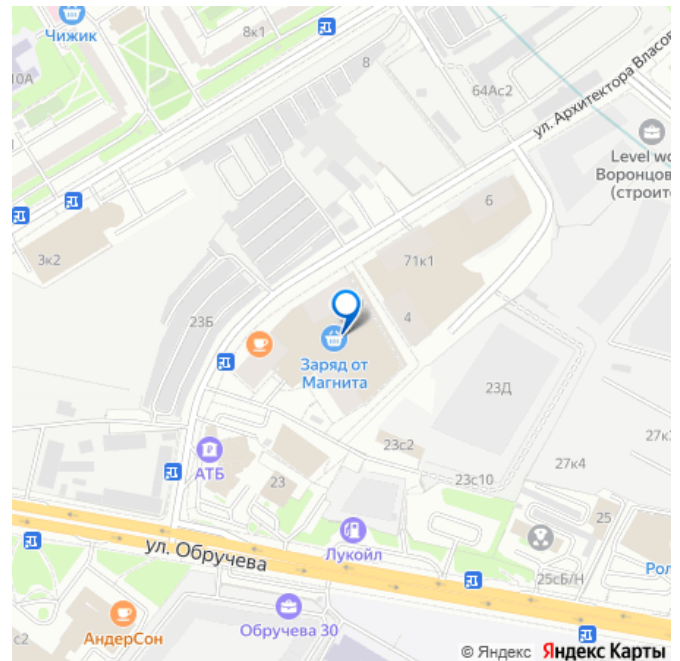 Чижик
8к1
10А
8
64Ас2
ул. Архитектора Власов
Level wo
Воронцов
(строите
6
3к2
71к1
4
23Б
Заряд от
Магнита
23Д
23с2
27к
АТБ
23
23с10
27к4
25
Лукойл
ул. Обручева
25сБ/Н
Рол
с2
АндерСон
Обручева 30
© Яндекс Яндекс Карты